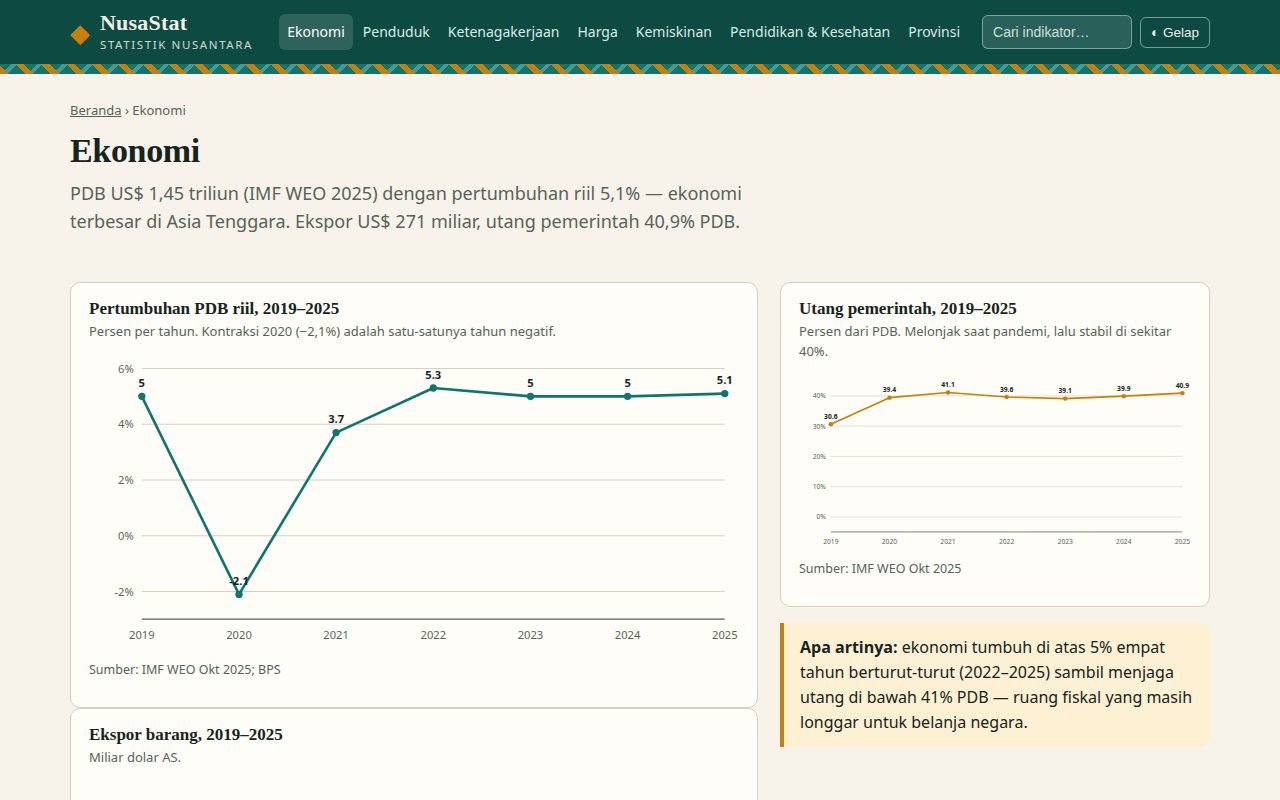 NusaStat
STATISTIK NUSANTARA
Ekonomi Penduduk Ketenagakerjaan Harga Kemiskinan Pendidikan & Kesehatan Provinsi Cari indikator… Gelap
Beranda › Ekonomi
Ekonomi
PDB US$ 1,45 triliun (IMF WEO 2025) dengan pertumbuhan riil 5,1% — ekonomi
terbesar di Asia Tenggara. Ekspor US$ 271 miliar, utang pemerintah 40,9% PDB.
Pertumbuhan PDB riil, 2019–2025
Persen per tahun. Kontraksi 2020 (−2,1%) adalah satu-satunya tahun negatif.
6%
4%
2%
0%
-2%
5
-2.1
3.7
5.3
5
5
5.1
2019 2020 2021 2022 2023 2024 2025
Sumber: IMF WEO Okt 2025; BPS
Ekspor barang, 2019–2025
Miliar dolar AS.
Utang pemerintah, 2019–2025
Persen dari PDB. Melonjak saat pandemi, lalu stabil di sekitar
40%.
40%
30%
20%
10%
0%
30.6
39.4
41.1
39.6
39.1
39.9
40.9
2019 2020 2021 2022 2023 2024 2025
Sumber: IMF WEO Okt 2025
Apa artinya: ekonomi tumbuh di atas 5% empat
tahun berturut-turut (2022–2025) sambil menjaga
utang di bawah 41% PDB — ruang fiskal yang masih
longgar untuk belanja negara.